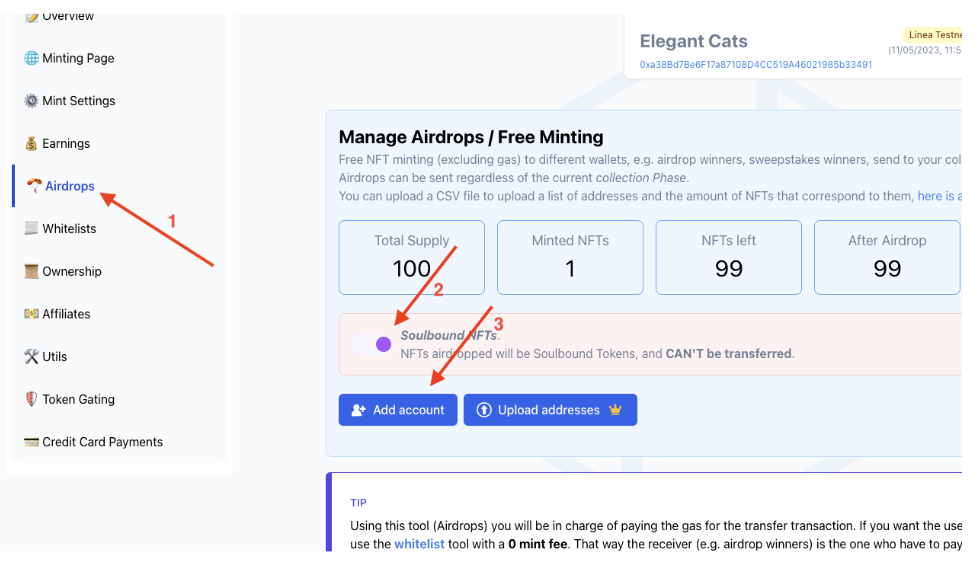 Overview
Minting Page
Mint Settings
Earnings
Airdrops
1
Whitelists
Ownership
Affiliates
Utils
Token Gating
Credit Card Payments
Elegant Cats
Linea Testne
(11/05/2023, 11:5
0xa38Bd7Be6F17a87108D4CC519A46021985b33491
Manage Airdrops / Free Minting
Free NFT minting (excluding gas) to different wallets, e.g. airdrop winners, sweepstakes winners, send to your col
Airdrops can be sent regardless of the current collection Phase.
You can upload a CSV file to upload a list of addresses and the amount of NFTs that correspond to them, here is a
Total Supply
100
Minted NFTs
1
NFTs left
99
After Airdrop
99
2
3
Soulbound NFTs.
NFTs airdropped will be Soulbound Tokens, and CAN'T be transferred.
Add account
Upload addresses
TIP
Using this tool (Airdrops) you will be in charge of paying the gas for the transfer transaction. If you want the use
use the whitelist tool with a 0 mint fee. That way the receiver (e.g. airdrop winners) is the one who have to pay